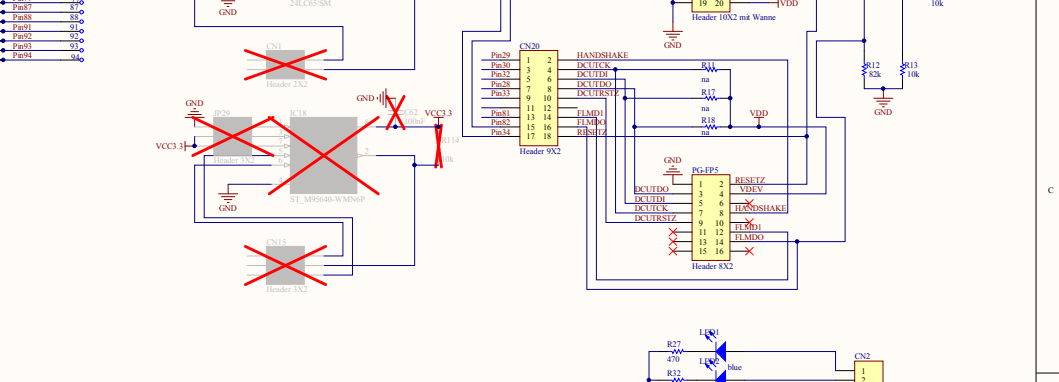 Pin87 87
Pin88 88
Pin91 91
Pin92 92
Pin93 93
Pin94 94
GND
24LC65/SM
CN1
Header 2X2
GND
JP29
VCC3.3
Header 3X2
IC18
ST_M95640-WMN6P
2
GND
C62
100nF
VCC3.3
R114
10k
GND
CN15
Header 3X2
CN20
Pin29 1 2 HANDSHAKE
Pin30 3 4 DCUTCK
Pin32 5 6 DCUTDI
Pin28 7 8 DCUTDO
Pin33 9 10 DCUTRSTZ
11 12
Pin81 13 14 FLMD1
Pin82 15 16 FLMDO
Pin34 17 18 RESETZ
Header 9X2
19 20 VDD
Header 10X2 mit Wanne
GND
R11
na
R17
na
R18
na
VDD
10k
R12
82k
R13
10k
GND
GND
PG-FP5
1 2 RESETZ
DCUTDO 3 4 VDEV
DCUTDI 5 6
DCUTCK 7 8 HANDSHAKE
DCUTRSTZ 9 10
11 12 FLMD1
13 14 FLMDO
15 16
Header 8X2
C
LED1
R27
470
blue
LED2
R32
CN2
1
2